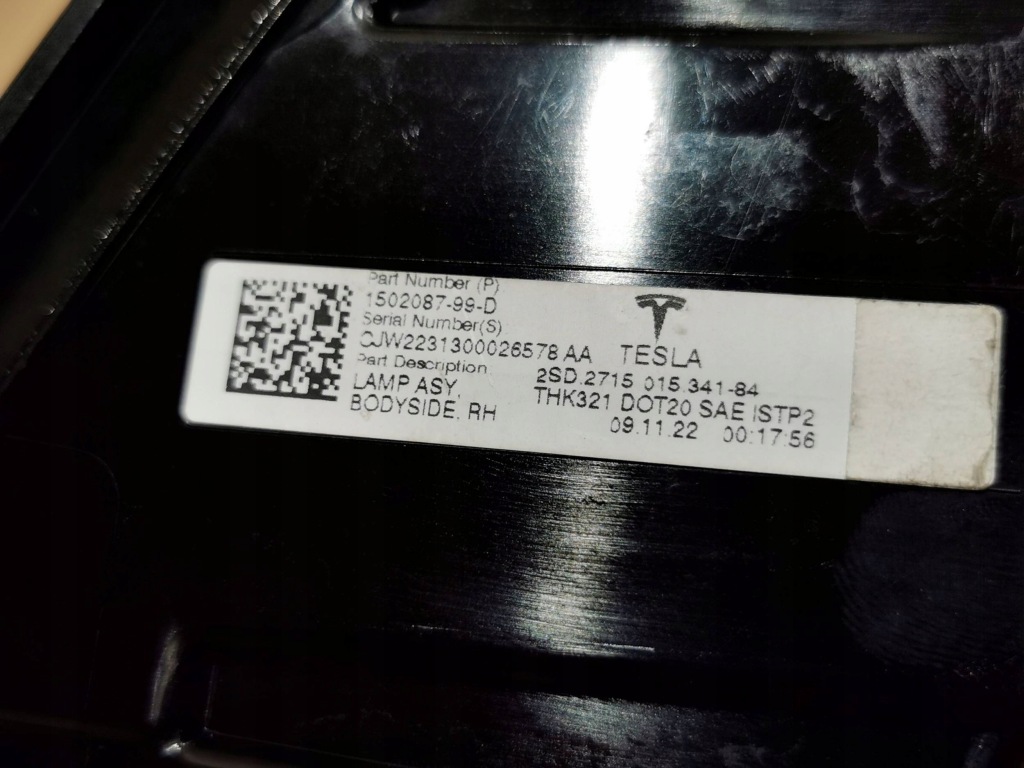 Part Number (P)
1502087-99-D
Serial Number(S)
CJW2231300026578 AA
Part Description
LAMP ASY,
BODYSIDE, RH
TESLA
2SD.2715 015.341-84
THK321 DOT20 SAE ISTP2
09.11.22 00:17:56